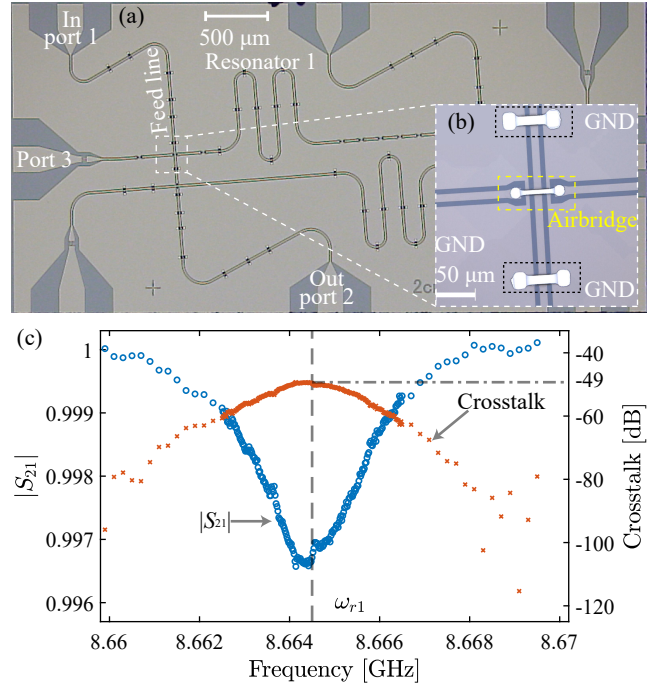 (a)
In
port 1
500 μm
Resonator 1
Feed line
Port 3
(b)
GND
Airbridge
GND
50 μm
GND
Out
port 2
2c
(c)
1
0.999
0.998
0.997
0.996
|S21|
-40
-49
-60
-80
-100
-120
Crosstalk [dB]
Crosstalk
|S21|
ωr1
8.66
8.662
8.664
8.666
8.668
8.67
Frequency [GHz]